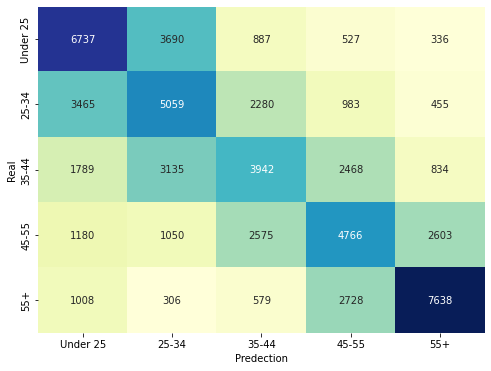 Under 25 6737 3690 887 527 336
25-34 3465 5059 2280 983 455
Real
35-44 1789 3135 3942 2468 834
45-55 1180 1050 2575 4766 2603
55+ 1008 306 579 2728 7638
Under 25 25-34 35-44 45-55 55+
Predection